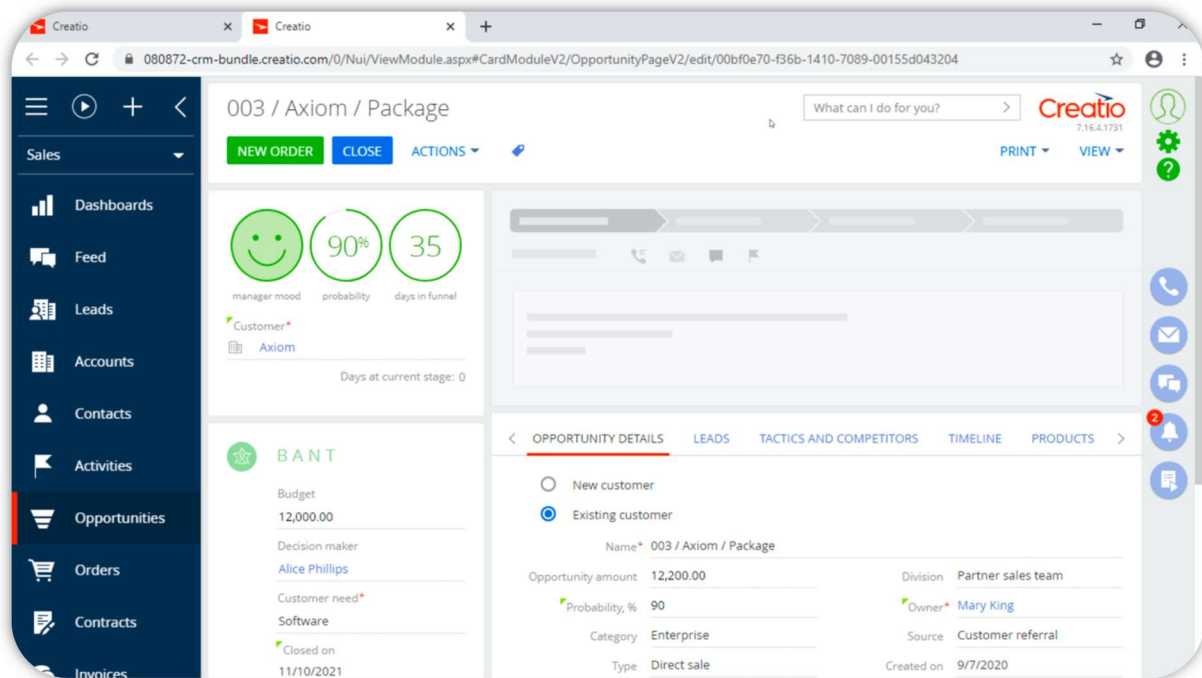 Creatio
Creatio
080872-crm-bundle.creatio.com/0/Nui/ViewModule.aspx#CardModuleV2/OpportunityPageV2/edit/00bf0e70-f36b-1410-7089-00155d043204
003 / Axiom / Package
What can I do for you?
Creatio
7.16.4.1731
NEW ORDER CLOSE ACTIONS
PRINT VIEW
Sales
Dashboards
Feed
Leads
Accounts
Contacts
Activities
Opportunities
Orders
Contracts
Invoices
90% 35
manager mood probability days in funnel
Customer*
Axiom
Days at current stage: 0
BANT
Budget
12,000.00
Decision maker
Alice Phillips
Customer need*
Software
Closed on
11/10/2021
OPPORTUNITY DETAILS LEADS TACTICS AND COMPETITORS TIMELINE PRODUCTS
New customer
Existing customer
Name* 003 / Axiom / Package
Opportunity amount 12,200.00 Division Partner sales team
Probability, % 90 Owner* Mary King
Category Enterprise Source Customer referral
Type Direct sale Created on 9/7/2020
2